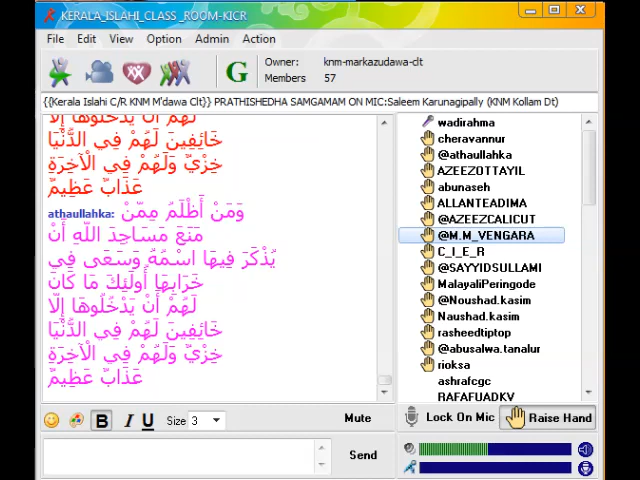 KERALA_ISLAHI_CLASS_ROOM-KICR
File Edit View Option Admin Action
G
Owner: knm-markazudawa-clt
Members 57
{{Kerala Islahi C/R KNM M'dawa Clt}} PRATHISHEDHA SAMGAMAM ON MIC:Saleem Karunagipally (KNM Kollam Dt)
لَهُمْ أَنْ يَدْخُلُوهَا إِلَّا
خَائِفِينَ لَهُمْ فِي الدُّنْيَا
خِزْيٌ وَلَهُمْ فِي الْآخِرَةِ
عَذَابٌ عَظِيمٌ
athaullahka: وَمَنْ أَظْلَمُ مِمَّنْ
مَنَعَ مَسَاجِدَ اللَّهِ أَنْ
يُذْكَرَ فِيهَا اسْمُهُ وَسَعَى فِي
خَرَابِهَا أُولَئِكَ مَا كَانَ
لَهُمْ أَنْ يَدْخُلُوهَا إِلَّا
خَائِفِينَ لَهُمْ فِي الدُّنْيَا
خِزْيٌ وَلَهُمْ فِي الْآخِرَةِ
عَذَابٌ عَظِيمٌ
wadirahma
cheravannur
@athaullahka
AZEEZOTTAYIL
abunaseh
ALLANTEADIMA
@AZEEZCALICUT
@M.M_VENGARA
C_I_E_R
@SAYYIDSULLAMI
MalayaliPeringode
@Noushad.kasim
Naushad.kasim
rasheedtiptop
@abusalwa.tanalur
rioksa
ashrafcgc
RAFAFUADKV
B I U Size 3 Mute
Lock On Mic Raise Hand
Send